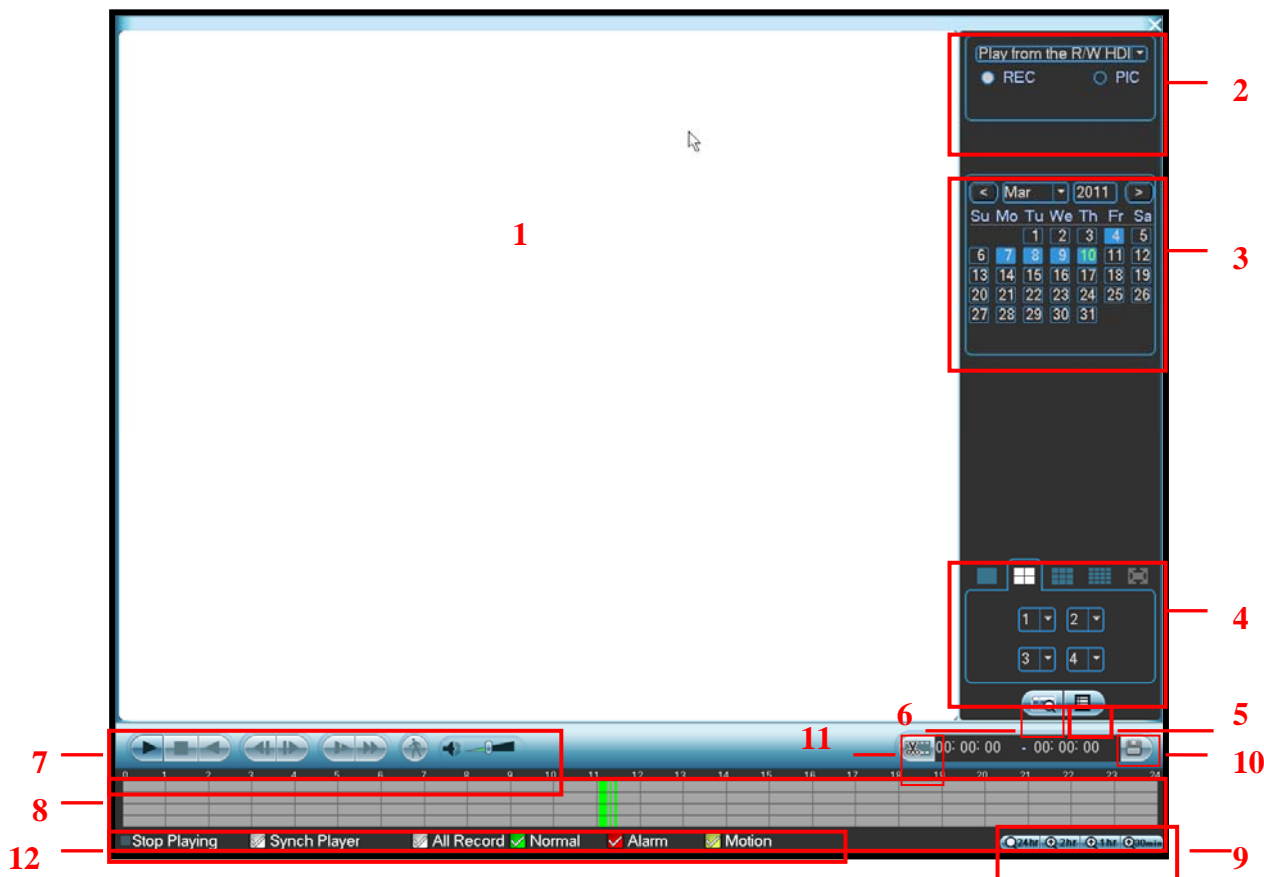 Play from the R/W HDI
REC PIC
2
< Mar 2011 >
Su Mo Tu We Th Fr Sa
1 2 3 4 5
6 7 8 9 10 11 12
13 14 15 16 17 18 19
20 21 22 23 24 25 26
27 28 29 30 31
3
1
1 2
3 4
4
6
5
7
11
00: 00: 00 - 00: 00: 00
10
0 1 2 3 4 5 6 7 8 9 10 11 12 13 14 15 16 17 18 19 20 21 22 23 24
8
Stop Playing Synch Player All Record Normal Alarm Motion
24hr 2hr 1hr 30min
12
9